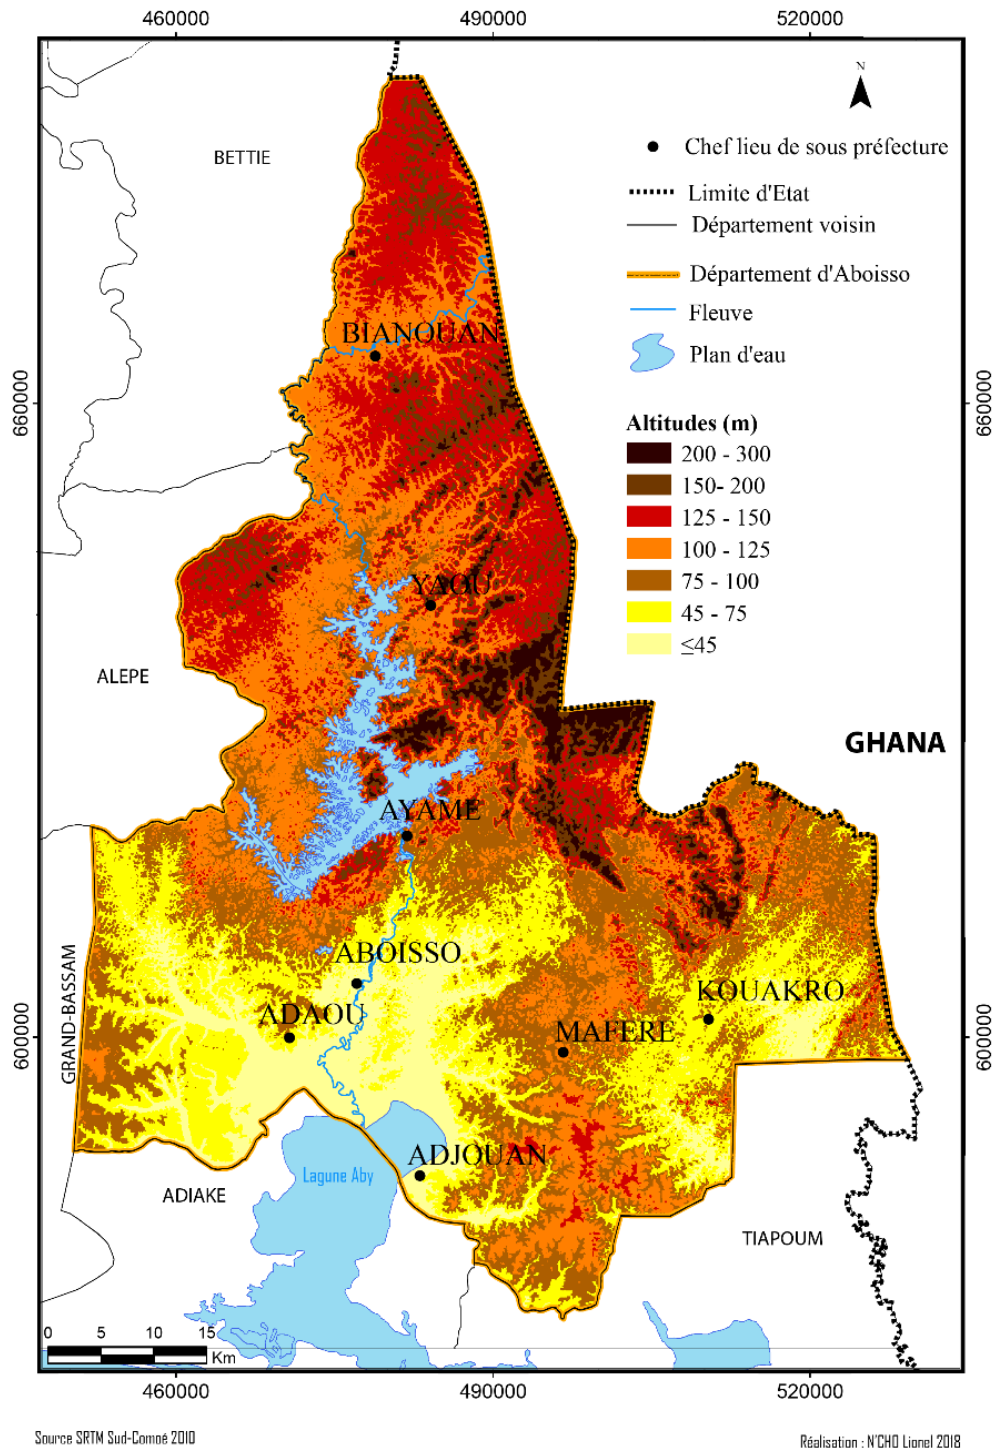 460000 490000 520000
N
BETTIE
Chef lieu de sous préfecture
Limite d'Etat
Département voisin
Département d'Aboisso
Fleuve
Plan d'eau
BIANOUAN
660000
660000
Altitudes (m)
200 - 300
150- 200
125 - 150
100 - 125
75 - 100
45 - 75
≤45
YAOU
ALEPE
GHANA
AYAME
ABOISSO
GRAND-BASSAM
ADAOU
KOUAKRO
MAFERE
600000
600000
ADJOUAN
Lagune Aby
ADIAKE
TIAPOUM
0 5 10 15
Km
460000 490000 520000
Source SRTM Sud-Comoé 2010
Réalisation : N'CHO Lionel 2018